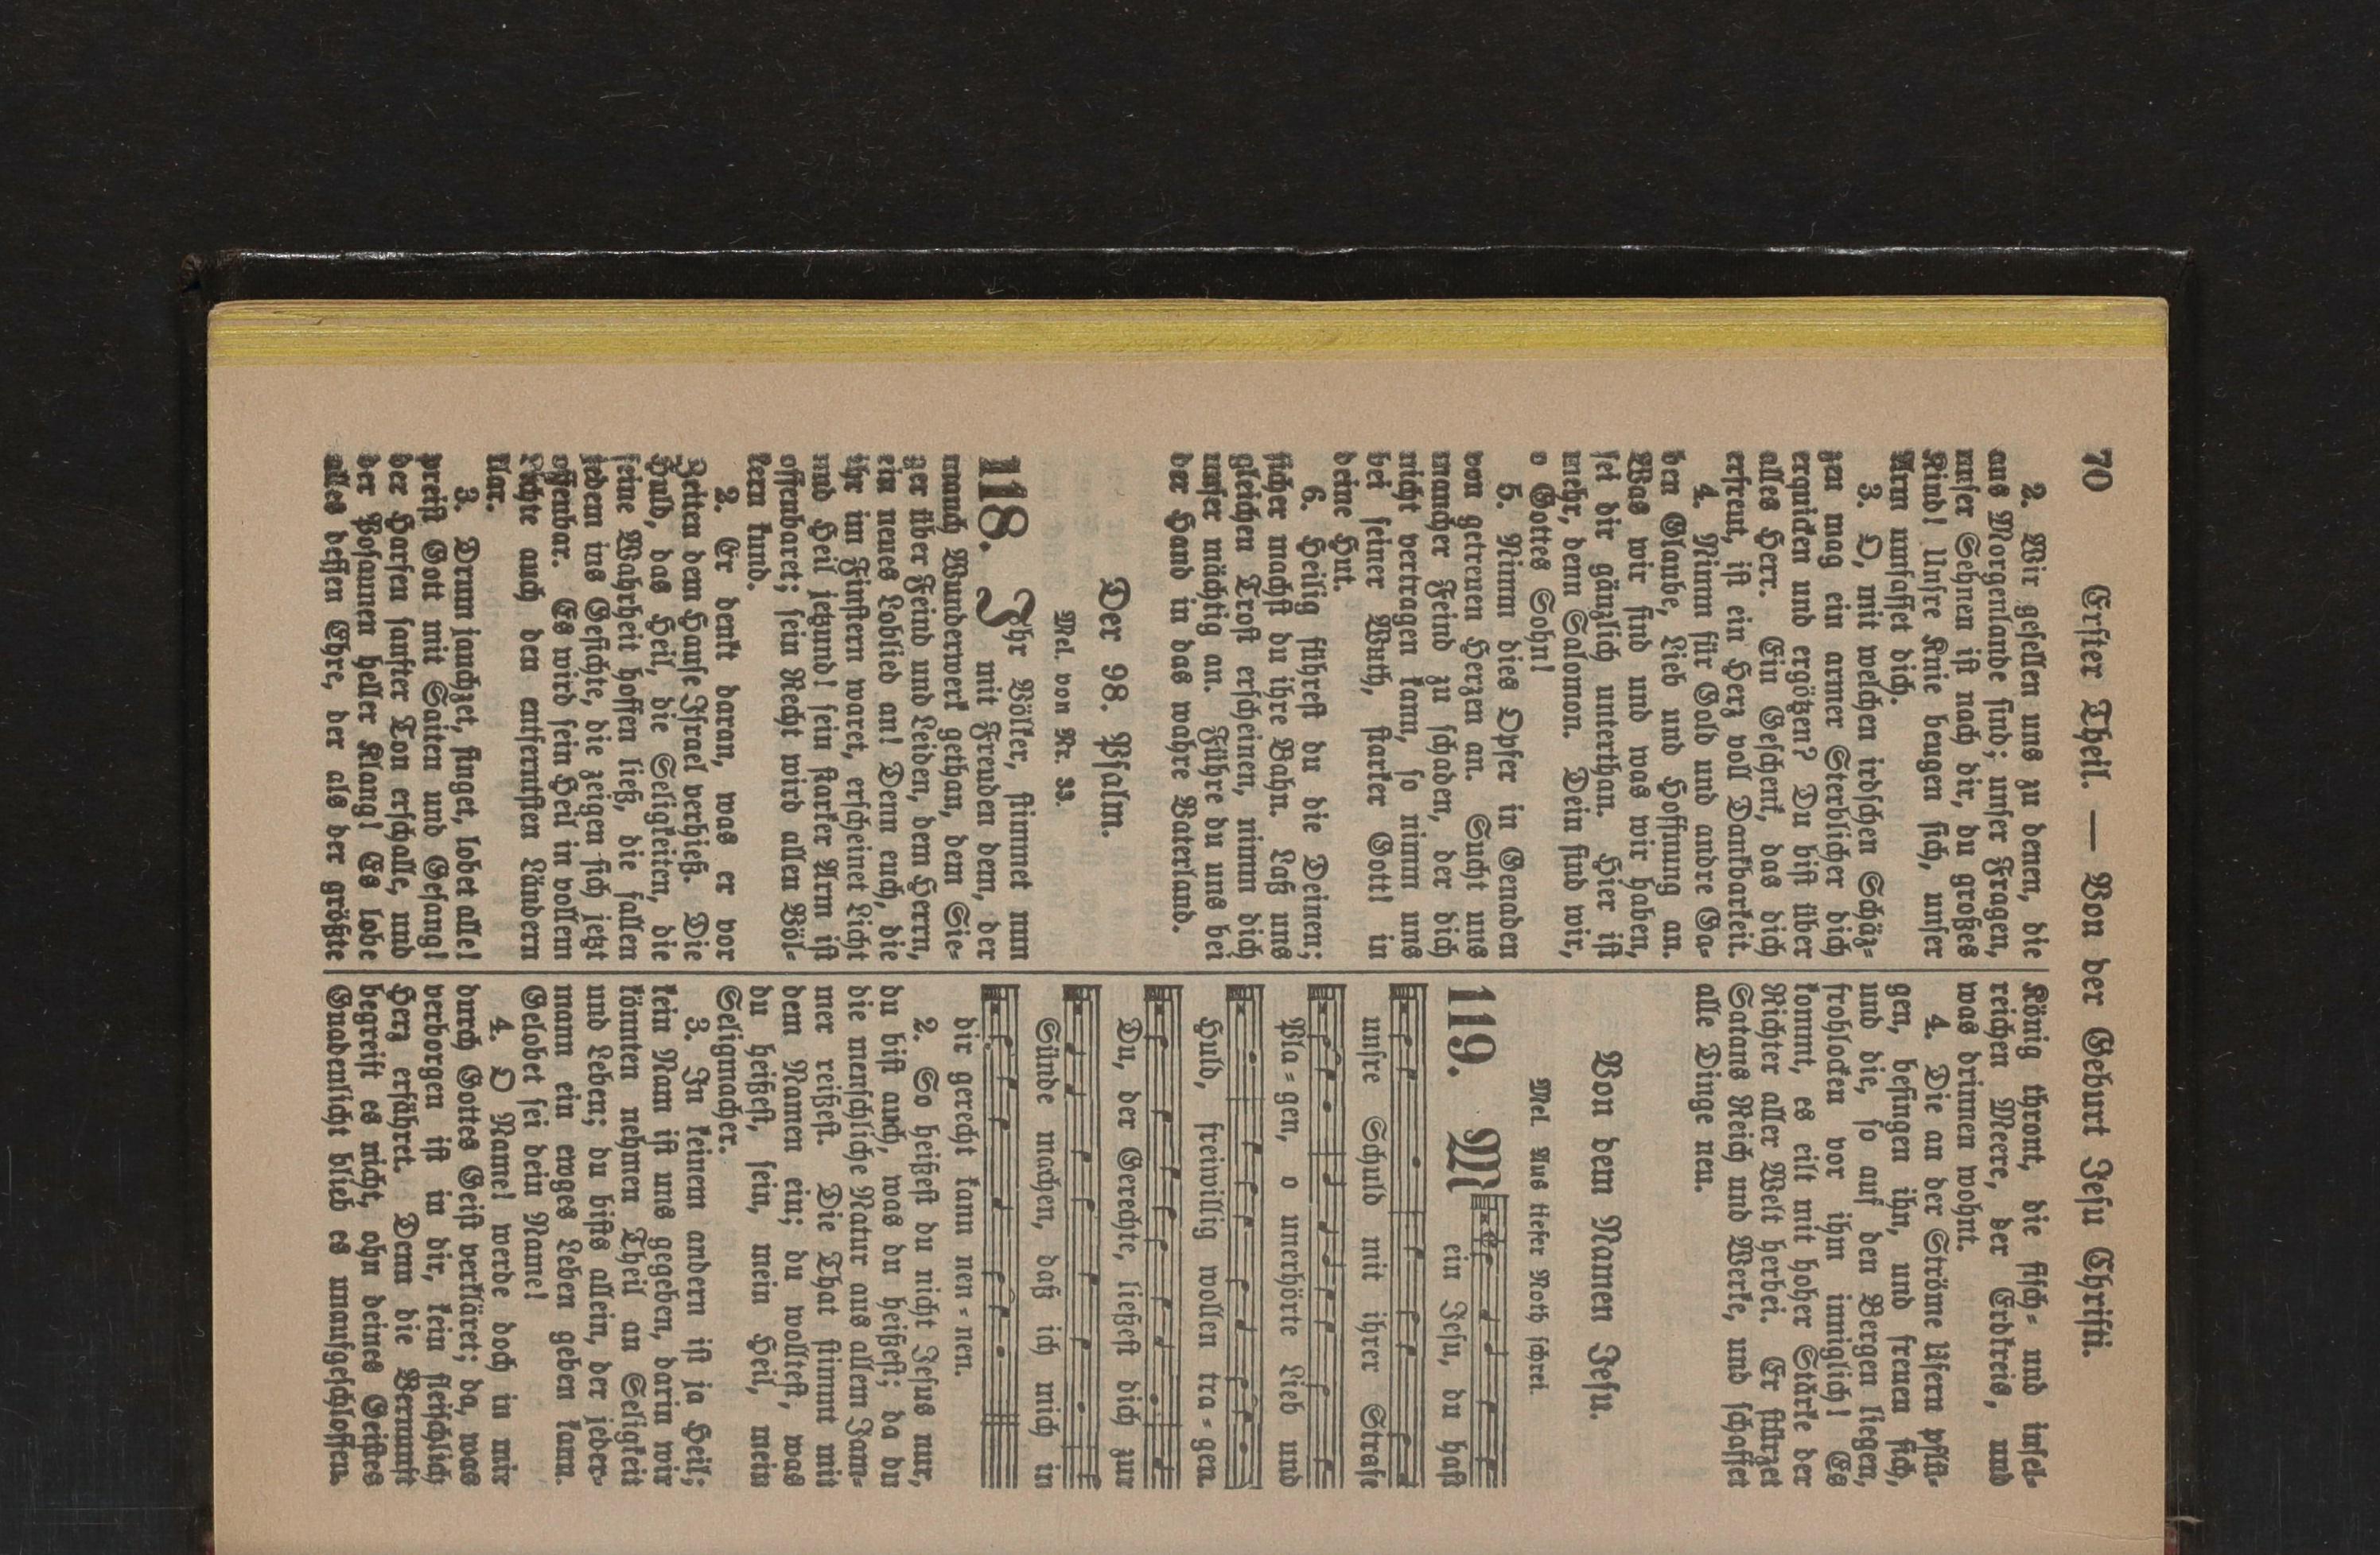 70 Erster Theil. — Von der Geburt Jesu Christi.
2. Wir gesellen uns zu denen, die
aus Morgenlande sind; unser Fragen,
unser Sehnen ist nach dir, du großes
Kind! Unsre Knie beugen sich, unser
Arm umfasset dich.
3. O, mit welchen irdschen Schäz-
zen mag ein armer Sterblicher dich
erquicken und ergötzen? Du bist über
alles Herr. Ein Geschenk, das dich
erfreut, ist ein Herz voll Dankbarkeit.
4. Nimm für Gold und andre Ga-
ben Glaube, Lieb und Hoffnung an.
Was wir sind und was wir haben,
sei dir gänzlich unterthan. Hier ist
mehr, denn Salomon. Dein sind wir,
o Gottes Sohn!
5. Nimm dies Opfer in Genaden
von getreuen Herzen an. Sucht uns
mancher Feind zu schaden, der dich
nicht vertragen kann, so nimm uns
bei seiner Wuth, starker Gott! in
deine Hut.
6. Heilig führest du die Deinen;
sicher machst du ihre Bahn. Laß uns
gleichen Trost erscheinen, nimm dich
unser mächtig an. Führe du uns bei
der Hand in das wahre Vaterland.
Der 98. Psalm.
Mel. von Nr. 33.
118. Ihr Völker, stimmet nun
mit Freuden dem, der
manch Wunderwerk gethan, dem Sie-
ger über Feind und Leiden, dem Herrn,
ein neues Loblied an! Denn euch, die
ihr im Finstern waret, erscheinet Licht
und Heil jetzund! sein starker Arm ist
offenbaret; sein Recht wird allen Völ-
kern kund.
2. Er denkt daran, was er vor
Zeiten dem Hause Israel verhieß. Die
Huld, das Heil, die Seligkeiten, die
seine Wahrheit hoffen ließ, die fallen
jedem ins Gesichte, die zeigen sich jetzt
offenbar. Es wird sein Heil in vollem
Lichte auch den entferntsten Ländern
klar.
3. Drum jauchzet, singet, lobet alle!
preist Gott mit Saiten und Gesang!
der Harfen sanfter Ton erschalle, und
der Posaunen heller Klang! Es lobe
alles dessen Ehre, der als der größte
König thront, die fisch- und insel-
reichen Meere, der Erdkreis, und
was drinnen wohnt.
4. Die an der Ströme Ufern pflü-
gen, besingen ihn, und freuen sich,
und die, so auf den Bergen liegen,
frohlocken vor ihm inniglich! Es
kommt, es eilt mit hoher Stärke der
Richter aller Welt herbei. Er stürzet
Satans Reich und Werke, und schaffet
alle Dinge neu.
Von dem Namen Jesu.
Mel. Aus tiefer Noth schrei.
119. Mein Jesu, du hast
unsre Schuld mit ihrer Strafe
Pla-gen, o unerhörte Lieb und
Huld, freiwillig wollen tra-gen.
Du, der Gerechte, ließest dich zur
Sünde machen, daß ich mich in
dir gerecht kann nen-nen.
2. So heißest du nicht Jesus nur,
du bist auch, was du heißest; da du
die menschliche Natur aus allem Jam-
mer reißest. Die That stimmt mit
dem Namen ein; du wolltest, was
du heißest, sein, mein Heil, mein
Seligmacher.
3. In keinem andern ist ja Heil;
kein Nam ist uns gegeben, darin wir
könnten nehmen Theil an Seligkeit
und Leben; du bists allein, der jeder-
mann ein ewges Leben geben kann.
Gelobet sei dein Name!
4. O Name! werde doch in mir
durch Gottes Geist verkläret; da, was
verborgen ist in dir, kein fleischlich
Herz erfähret. Denn die Vernunft
begreift es nicht, ohn deines Geistes
Gnadenlicht blieb es unaufgeschlossen.